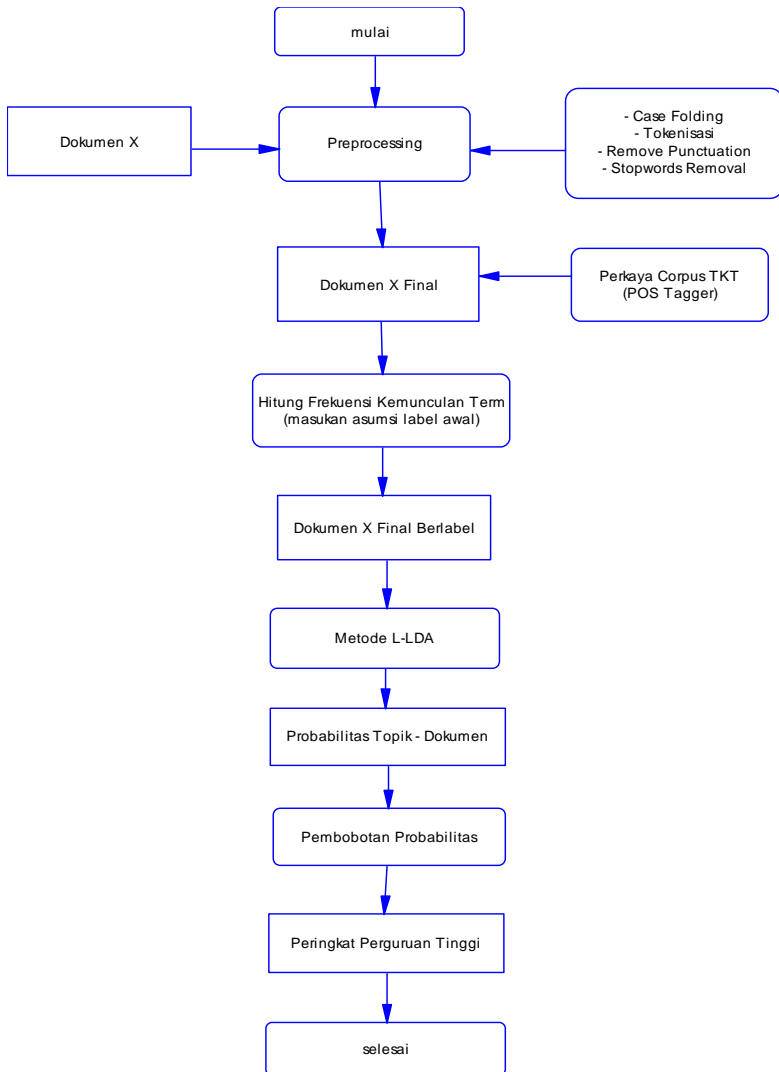 mulai
Dokumen X
Preprocessing
- Case Folding
- Tokenisasi
- Remove Punctuation
- Stopwords Removal
Dokumen X Final
Perkaya Corpus TKT
(POS Tagger)
Hitung Frekuensi Kemunculan Term
(masukan asumsi label awal)
Dokumen X Final Berlabel
Metode L-LDA
Probabilitas Topik - Dokumen
Pembobotan Probabilitas
Peringkat Perguruan Tinggi
selesai